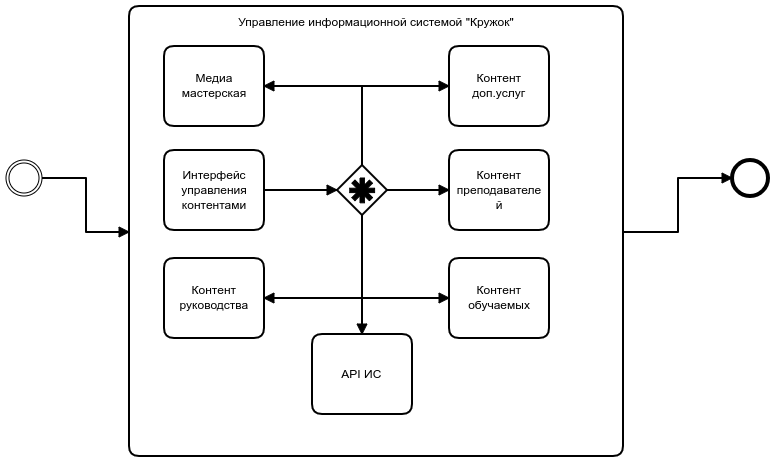 Управление информационной системой "Кружок"
Медиа
мастерская
Контент
доп.услуг
Интерфейс
управления
контентами
Контент
преподавателе
й
Контент
руководства
Контент
обучаемых
API ИС